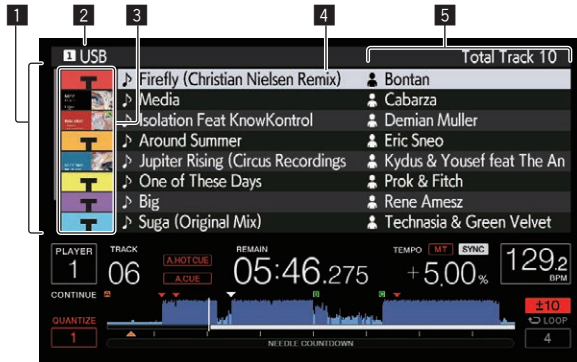 1 2 3 4 5
1 USB Total Track 10
Firefly (Christian Nielsen Remix) Bontan
Media Cabarza
Isolation Feat KnowKontrol Demian Muller
Around Summer Eric Sneo
Jupiter Rising (Circus Recordings Kydus & Yousef feat The An
One of These Days Prok & Fitch
Big Rene Amesz
Suga (Original Mix) Technasia & Green Velvet
PLAYER TRACK A.HOT CUE REMAIN TEMPO MT SYNC
1 06 A.CUE 05:46.275 +5.00% 129.2 BPM
CONTINUE
±10
QUANTIZE LOOP
1 4
NEEDLE COUNTDOWN